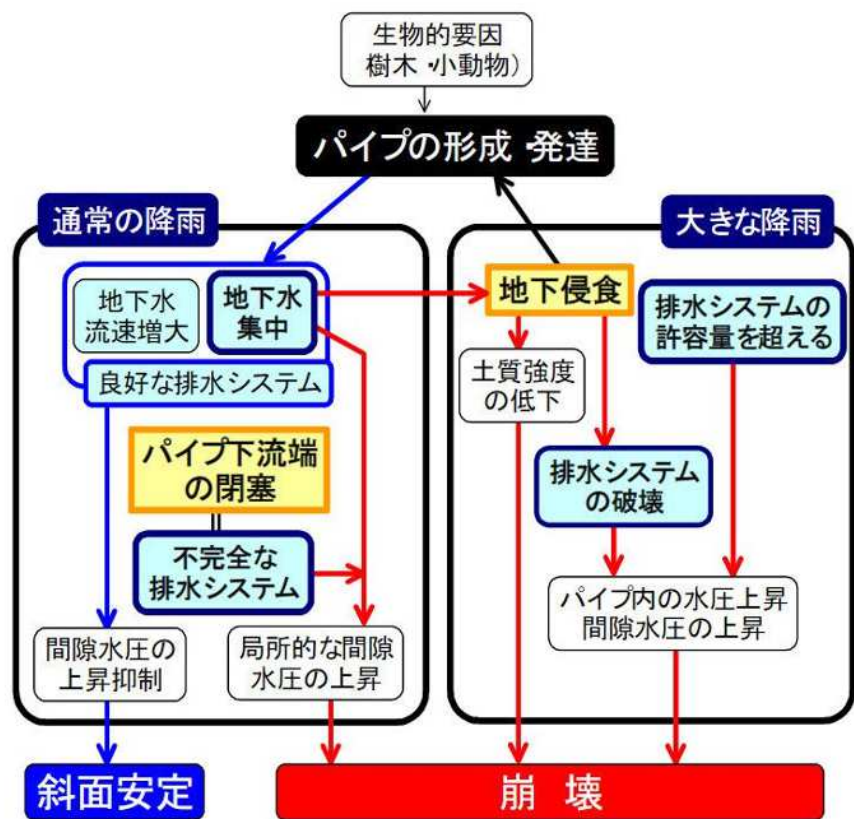 生物的要因
樹木・小動物）
パイプの形成・発達
通常の降雨
大きな降雨
地下水
流速増大
地下水
集中
良好な排水システム
地下侵食
排水システムの
許容量を超える
土質強度
の低下
パイプ下流端
の閉塞
排水システム
の破壊
不完全な
排水システム
パイプ内の水圧上昇
間隙水圧の上昇
間隙水圧の
上昇抑制
局所的な間隙
水圧の上昇
斜面安定
崩 壊